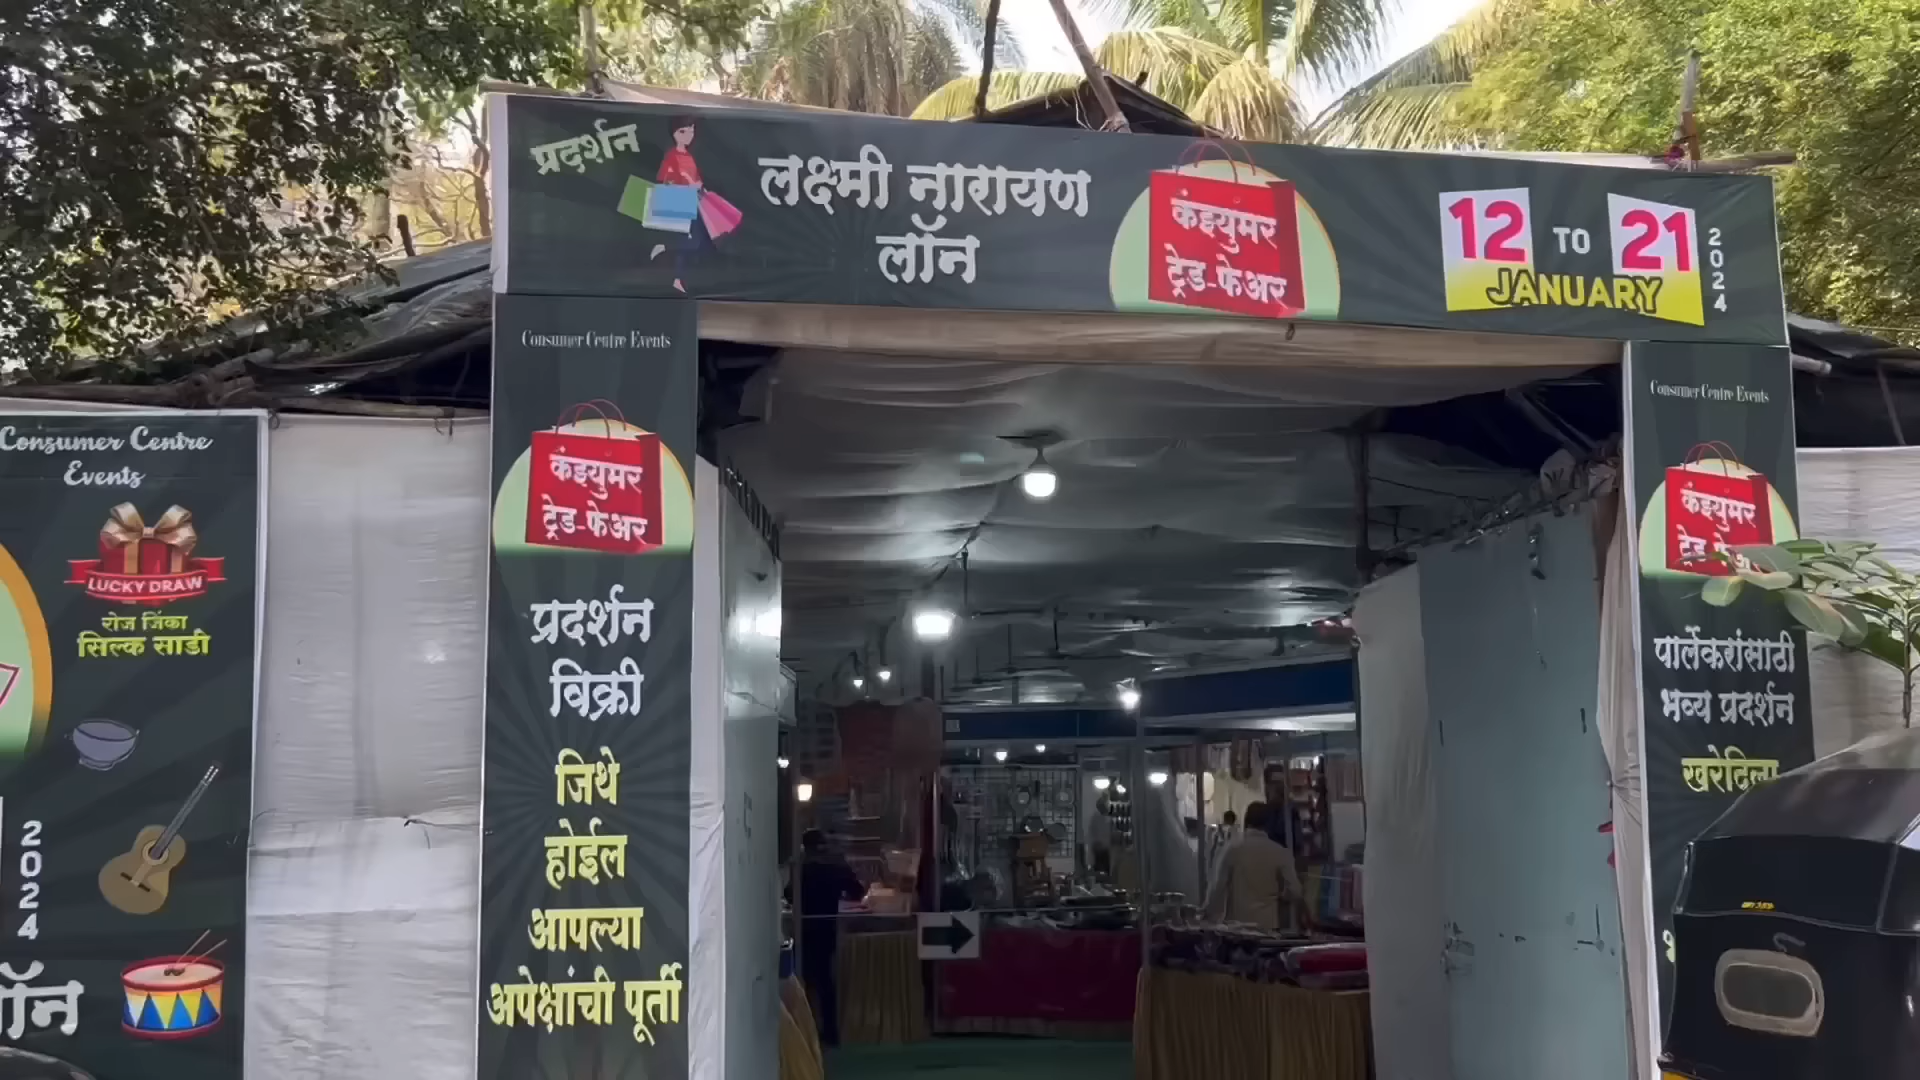 प्रदर्शन
लक्ष्मी नारायण
लॉन
कंझ्युमर
ट्रेड-फेअर
12 TO 21
JANUARY
2024
Consumer Centre Events
कंझ्युमर
ट्रेड-फेअर
प्रदर्शन
विक्री
जिथे
होईल
आपल्या
अपेक्षांची पूर्ती
Consumer Centre Events
कंझ्युमर
पार्लेकरांसाठी
भव्य प्रदर्शन
खरेदिला
Consumer Centre
Events
LUCKY DRAW
रोज जिंका
सिल्क साडी
2024
लॉन